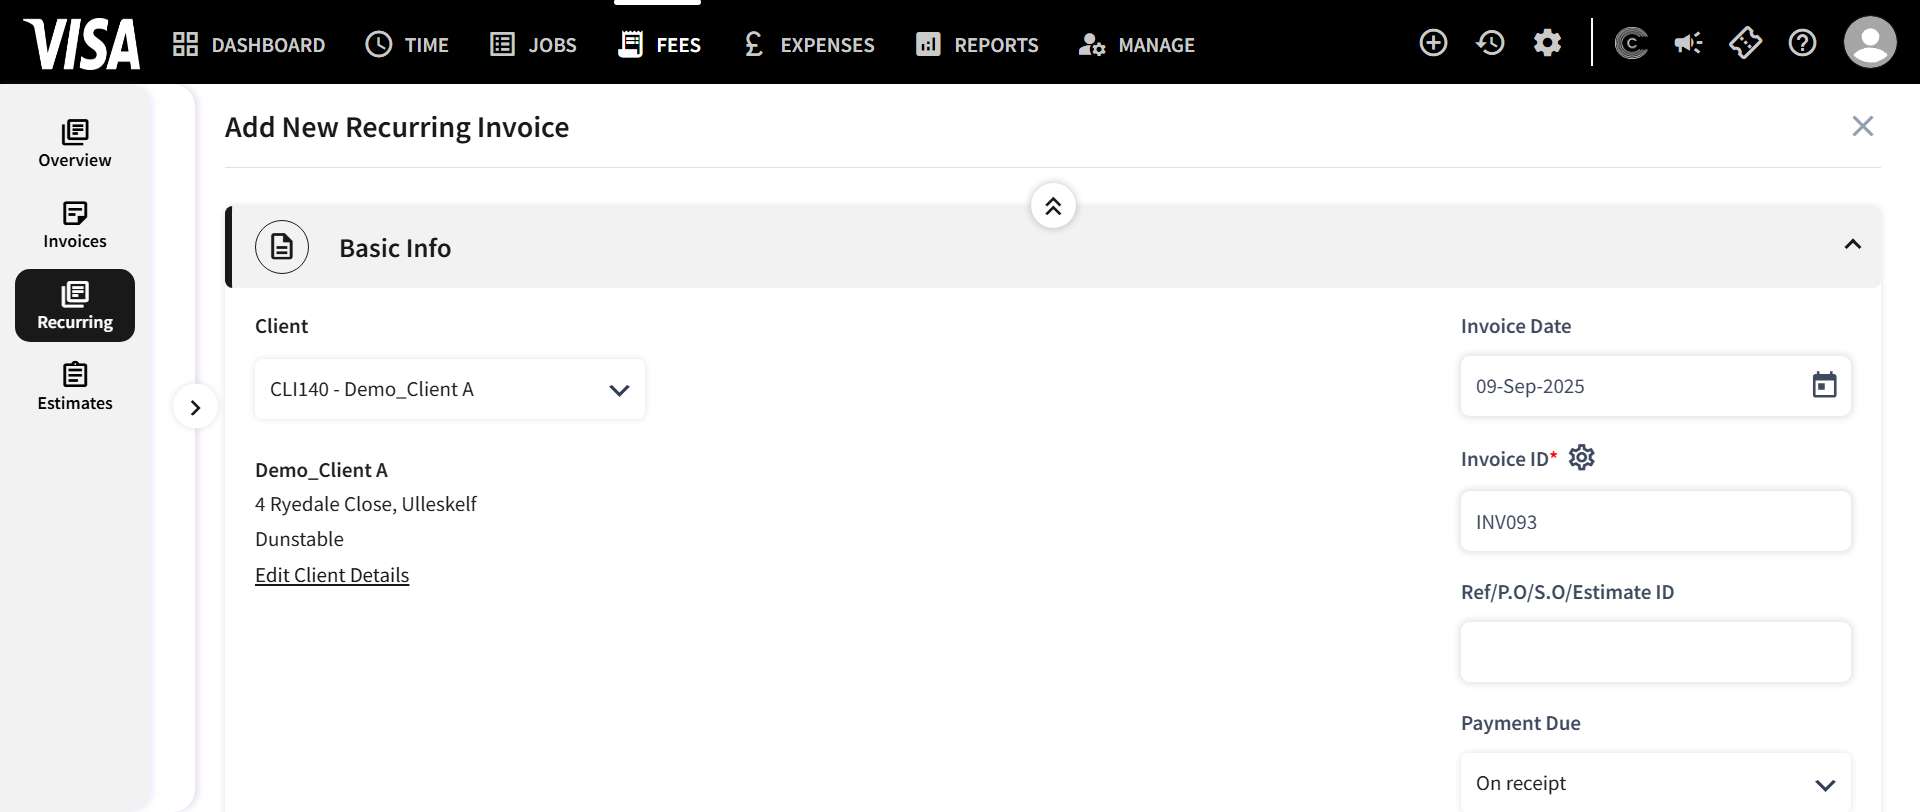 VISA
DASHBOARD
TIME
JOBS
FEES
EXPENSES
REPORTS
MANAGE
Overview
Invoices
Recurring
Estimates
Add New Recurring Invoice
Basic Info
Client
CLI140 - Demo_Client A
Demo_Client A
4 Ryedale Close, Ulleskelf
Dunstable
Edit Client Details
Invoice Date
09-Sep-2025
Invoice ID*
INV093
Ref/P.O/S.O/Estimate ID
Payment Due
On receipt